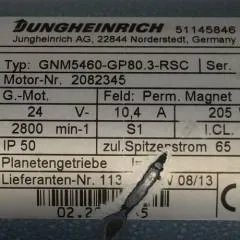 JUNGHEINRICH 51145846
Jungheinrich AG, 22844 Norderstedt, Germany
Typ: GNM5460-GP80.3-RSC Ser.
Motor-Nr. 2082345
G.-Mot. Feld: Perm. Magnet
24 V- 10,4 A 205
2800 min-1 S1 I.CL.
IP 50 zul.Spitzenstrom 65
Planetengetriebe
Lieferanten-Nr. 113 08/13